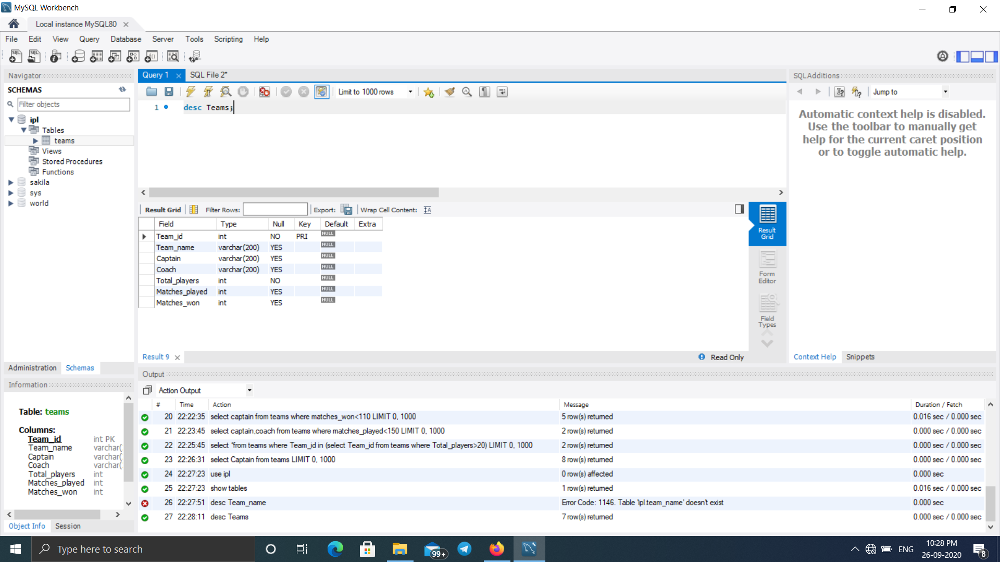 MySQL Workbench
Local instance MySQL80
File Edit View Query Database Server Tools Scripting Help
Navigator
SCHEMAS
Filter objects
ipl
Tables
teams
Views
Stored Procedures
Functions
sakila
sys
world
Administration Schemas
Information
Table: teams
Columns:
Team_id int PK
Team_name varchar(
Captain varchar(
Coach varchar(
Total_players int
Matches_played int
Matches_won int
Object Info Session
Query 1 SQL File 2*
Limit to 1000 rows
1 desc Teams;
Result Grid Filter Rows: Export: Wrap Cell Content:
Field Type Null Key Default Extra
Team_id int NO PRI NULL
Team_name varchar(200) YES NULL
Captain varchar(200) YES NULL
Coach varchar(200) YES NULL
Total_players int NO NULL
Matches_played int YES NULL
Matches_won int YES NULL
Result Grid
Form Editor
Field Types
Result 9 Read Only
SQLAdditions
Jump to
Automatic context help is disabled.
Use the toolbar to manually get
help for the current caret position
or to toggle automatic help.
Context Help Snippets
Output
Action Output
# Time Action Message Duration / Fetch
20 22:22:35 select captain from teams where matches_won<110 LIMIT 0, 1000 5 row(s) returned 0.016 sec / 0.000 sec
21 22:23:45 select captain,coach from teams where matches_played<150 LIMIT 0, 1000 2 row(s) returned 0.000 sec / 0.000 sec
22 22:25:45 select *from teams where Team_id in (select Team_id from teams where Total_players>20) LIMIT 0, 1000 2 row(s) returned 0.000 sec / 0.000 sec
23 22:26:31 select Captain from teams LIMIT 0, 1000 8 row(s) returned 0.000 sec / 0.000 sec
24 22:27:23 use ipl 0 row(s) affected 0.000 sec
25 22:27:23 show tables 1 row(s) returned 0.016 sec / 0.000 sec
26 22:27:51 desc Team_name Error Code: 1146. Table 'ipl.team_name' doesn't exist 0.000 sec
27 22:28:11 desc Teams 7 row(s) returned 0.000 sec / 0.000 sec
Type here to search
99+
ENG
10:28 PM
26-09-2020
8